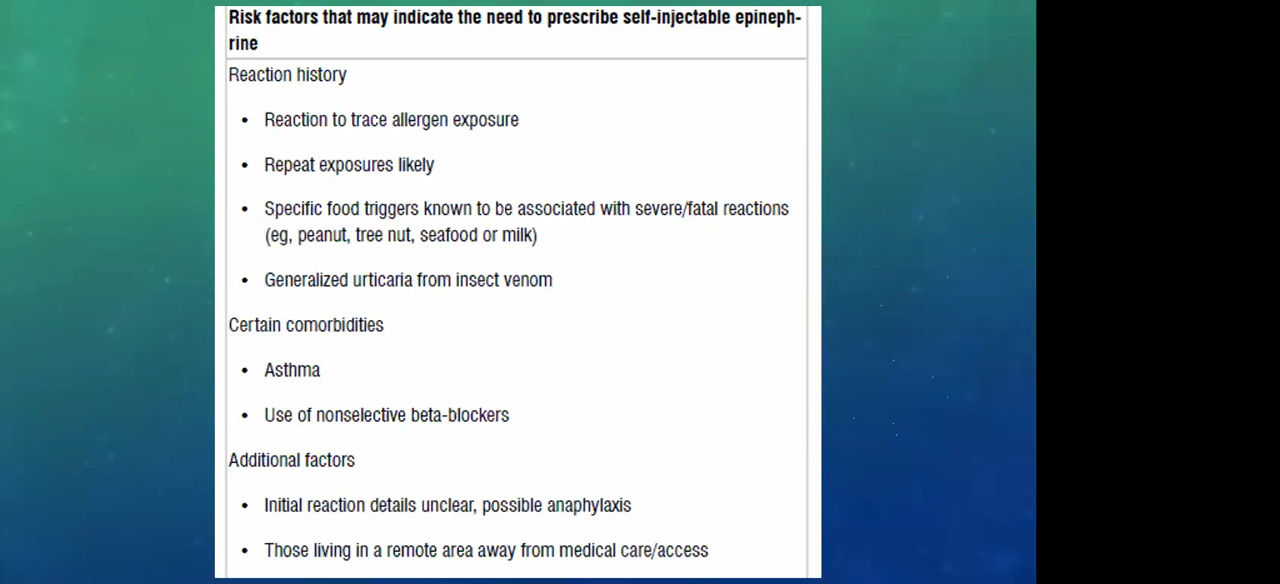 Risk factors that may indicate the need to prescribe self-injectable epineph-
rine
Reaction history
• Reaction to trace allergen exposure
• Repeat exposures likely
• Specific food triggers known to be associated with severe/fatal reactions
(eg, peanut, tree nut, seafood or milk)
• Generalized urticaria from insect venom
Certain comorbidities
• Asthma
• Use of nonselective beta-blockers
Additional factors
• Initial reaction details unclear, possible anaphylaxis
• Those living in a remote area away from medical care/access